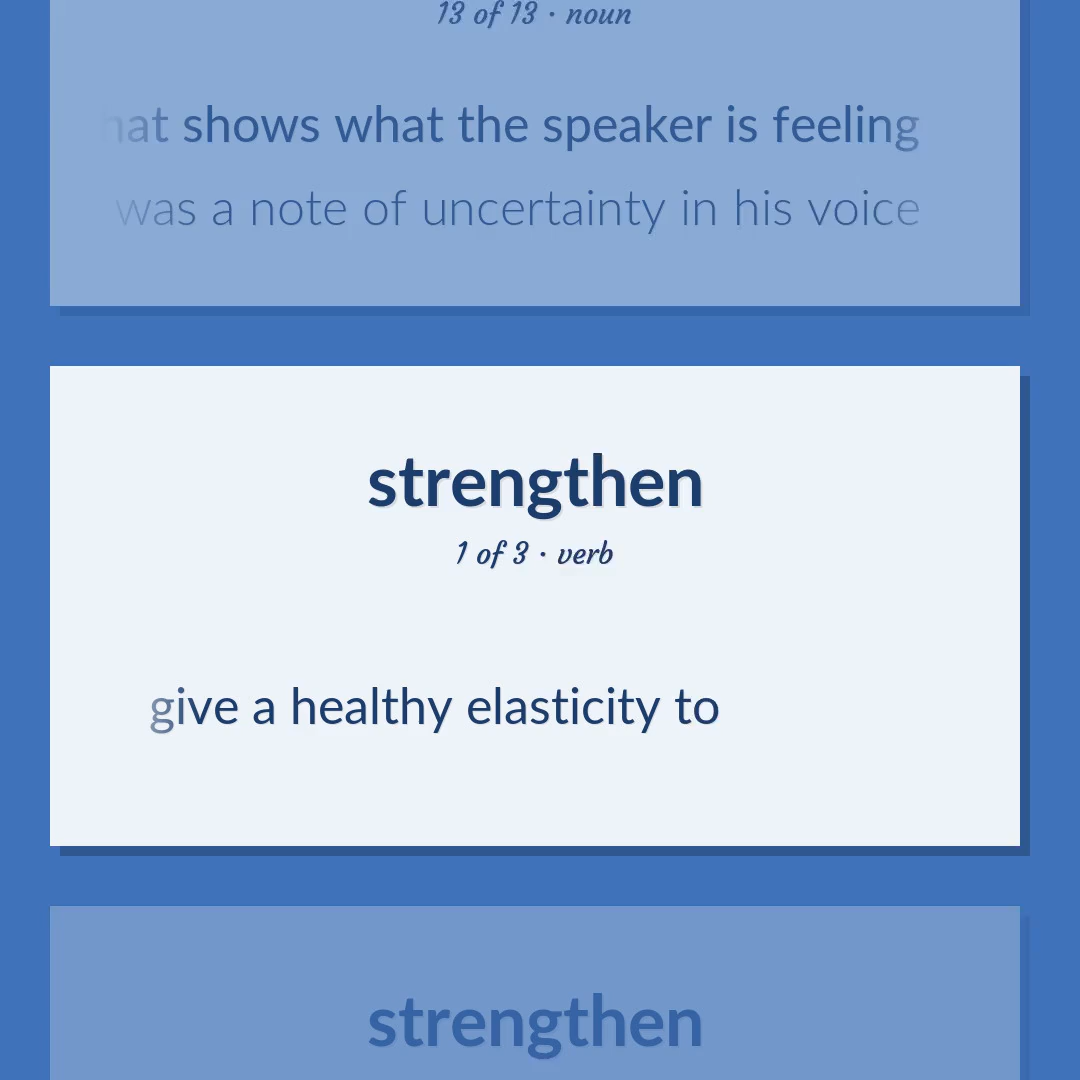 13 of 13 · noun
shows what the speaker is feeling
was a note of uncertainty in his voice
strengthen
1 of 3 · verb
give a healthy elasticity to
strengthen